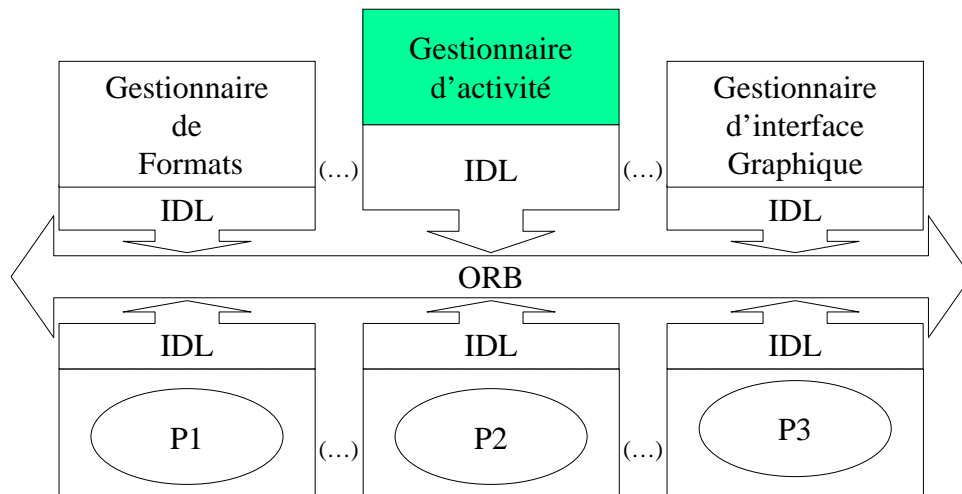 Gestionnaire
de
Formats
IDL
(…)
Gestionnaire
d’activité
IDL
(…)
Gestionnaire
d’interface
Graphique
IDL
ORB
IDL
P1
(…)
IDL
P2
(…)
IDL
P3